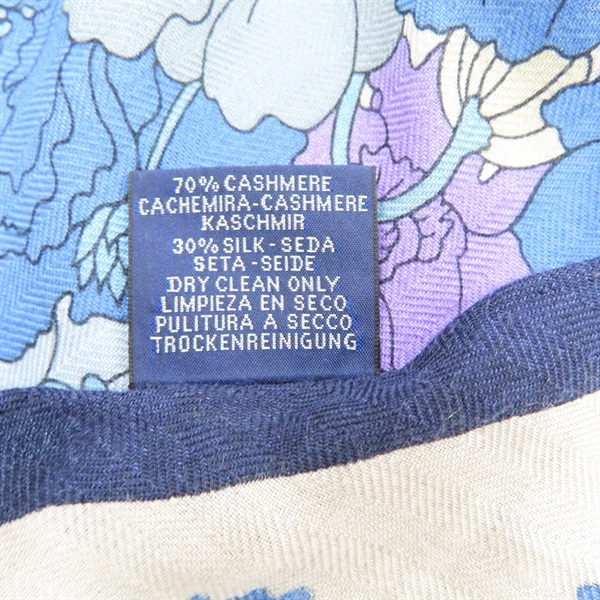 70% CASHMERE
CACHEMIRA-CASHMERE
KASCHMIR
30% SILK - SEDA
SETA - SEIDE
DRY CLEAN ONLY
LIMPIEZA EN SECO
PULITURA A SECCO
TROCKENREINIGUNG